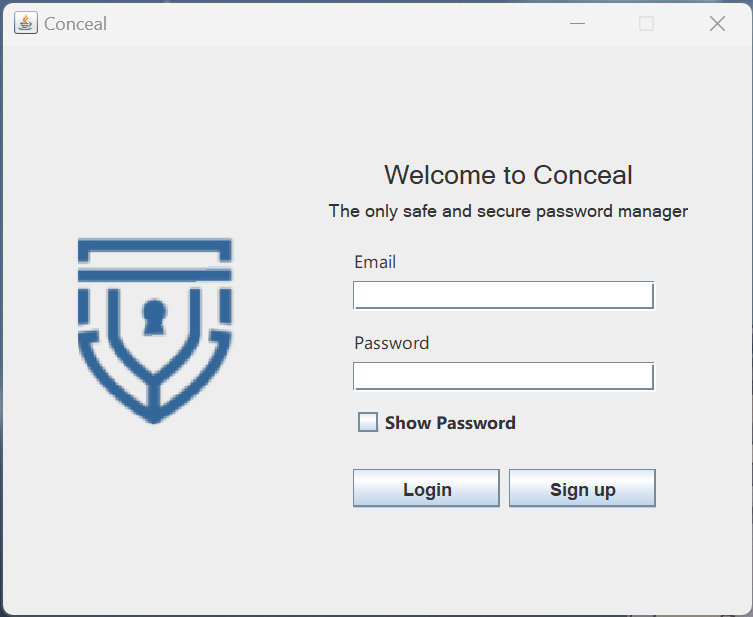 Conceal
Welcome to Conceal
The only safe and secure password manager
Email
Password
Show Password
Login
Sign up